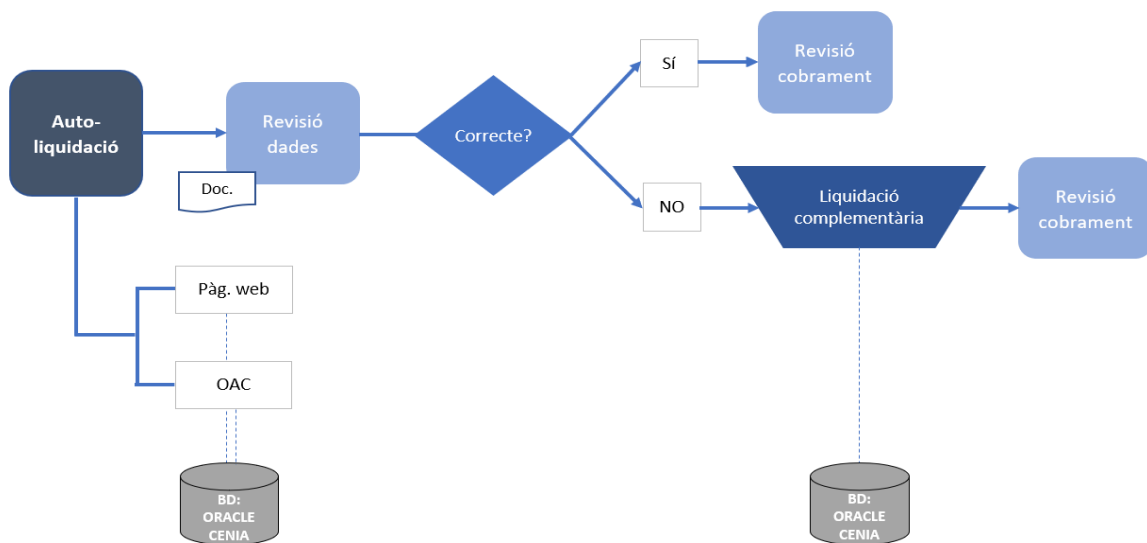 Auto-
liquidació
Revisió
dades
Doc.
Correcte?
Sí
Revisió
cobrament
NO
Liquidació
complementària
Revisió
cobrament
Pàg. web
OAC
BD:
ORACLE
CENIA
BD:
ORACLE
CENIA